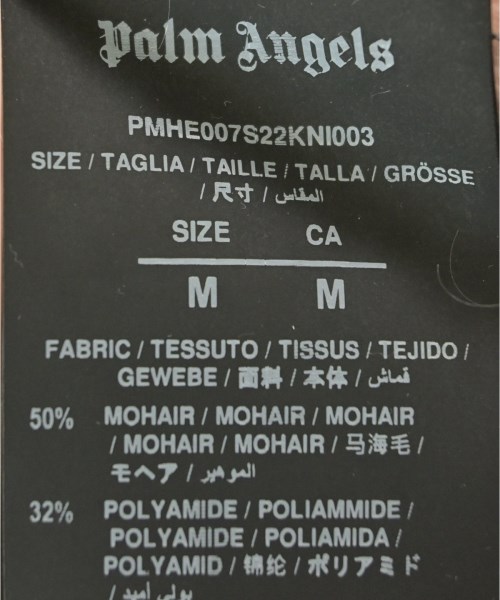 Palm Angels
PMHE007S22KNI003
SIZE / TAGLIA / TAILLE / TALLA / GRÖSSE
/ 尺寸 / المقاس
SIZE CA
M M
FABRIC / TESSUTO / TISSUS / TEJIDO /
GEWEBE / 面料 / 本体 / قماش
50% MOHAIR / MOHAIR / MOHAIR
/ MOHAIR / MOHAIR / 马海毛 /
モヘア / الموهير
32% POLYAMIDE / POLIAMMIDE /
POLYAMIDE / POLIAMIDA /
POLYAMID / 锦纶 / ポリアミド
/ بولي أميد